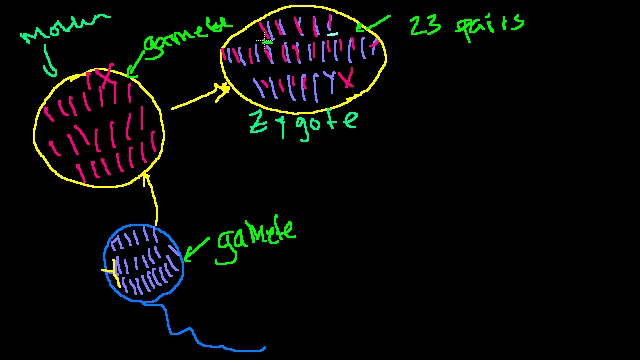 mother
gamete
23 pairs
X
Y X
Zygote
Y
gamete